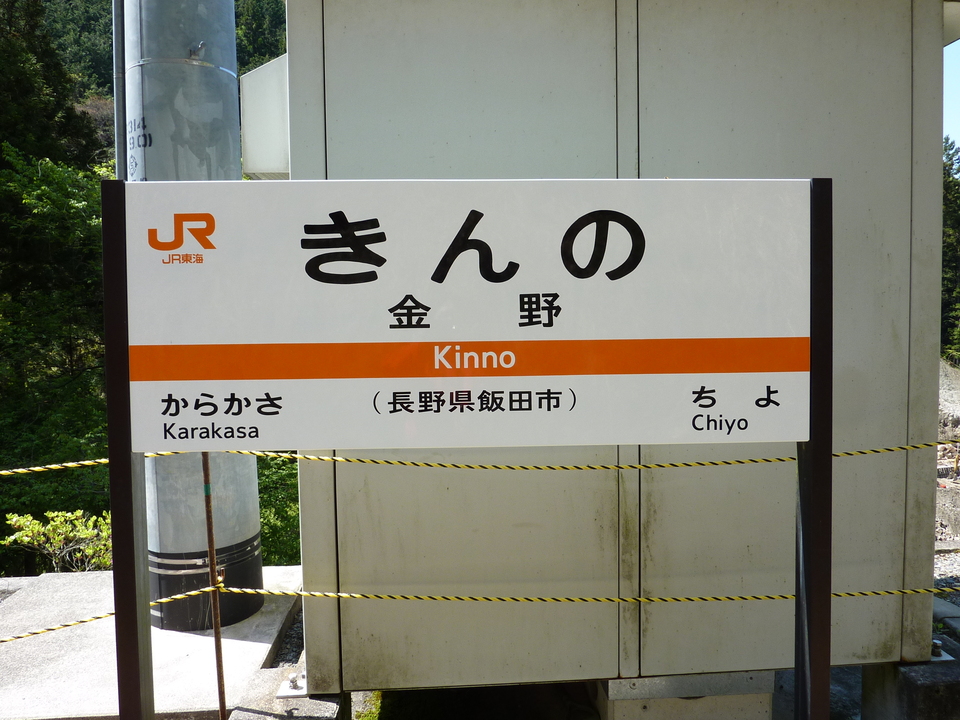 JR
JR東海
きんの
金野
Kinno
からかさ
Karakasa
(長野県飯田市)
ちよ
Chiyo